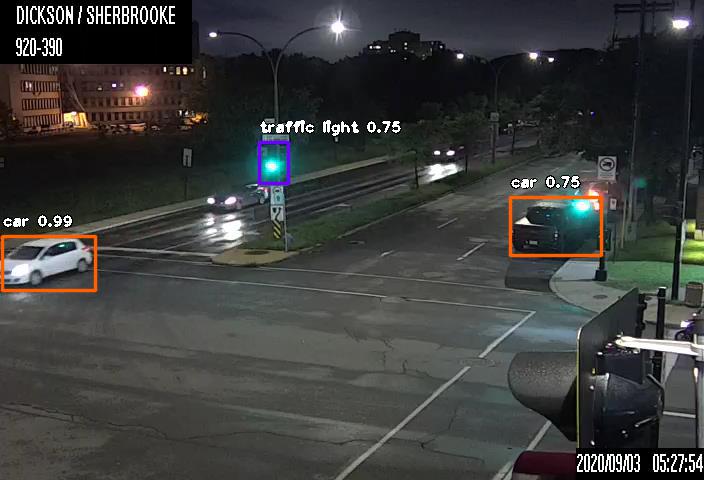 DICKSON / SHERBROOKE
920-390
traffic light 0.75
car 0.75
car 0.99
2020/09/03 05:27:54